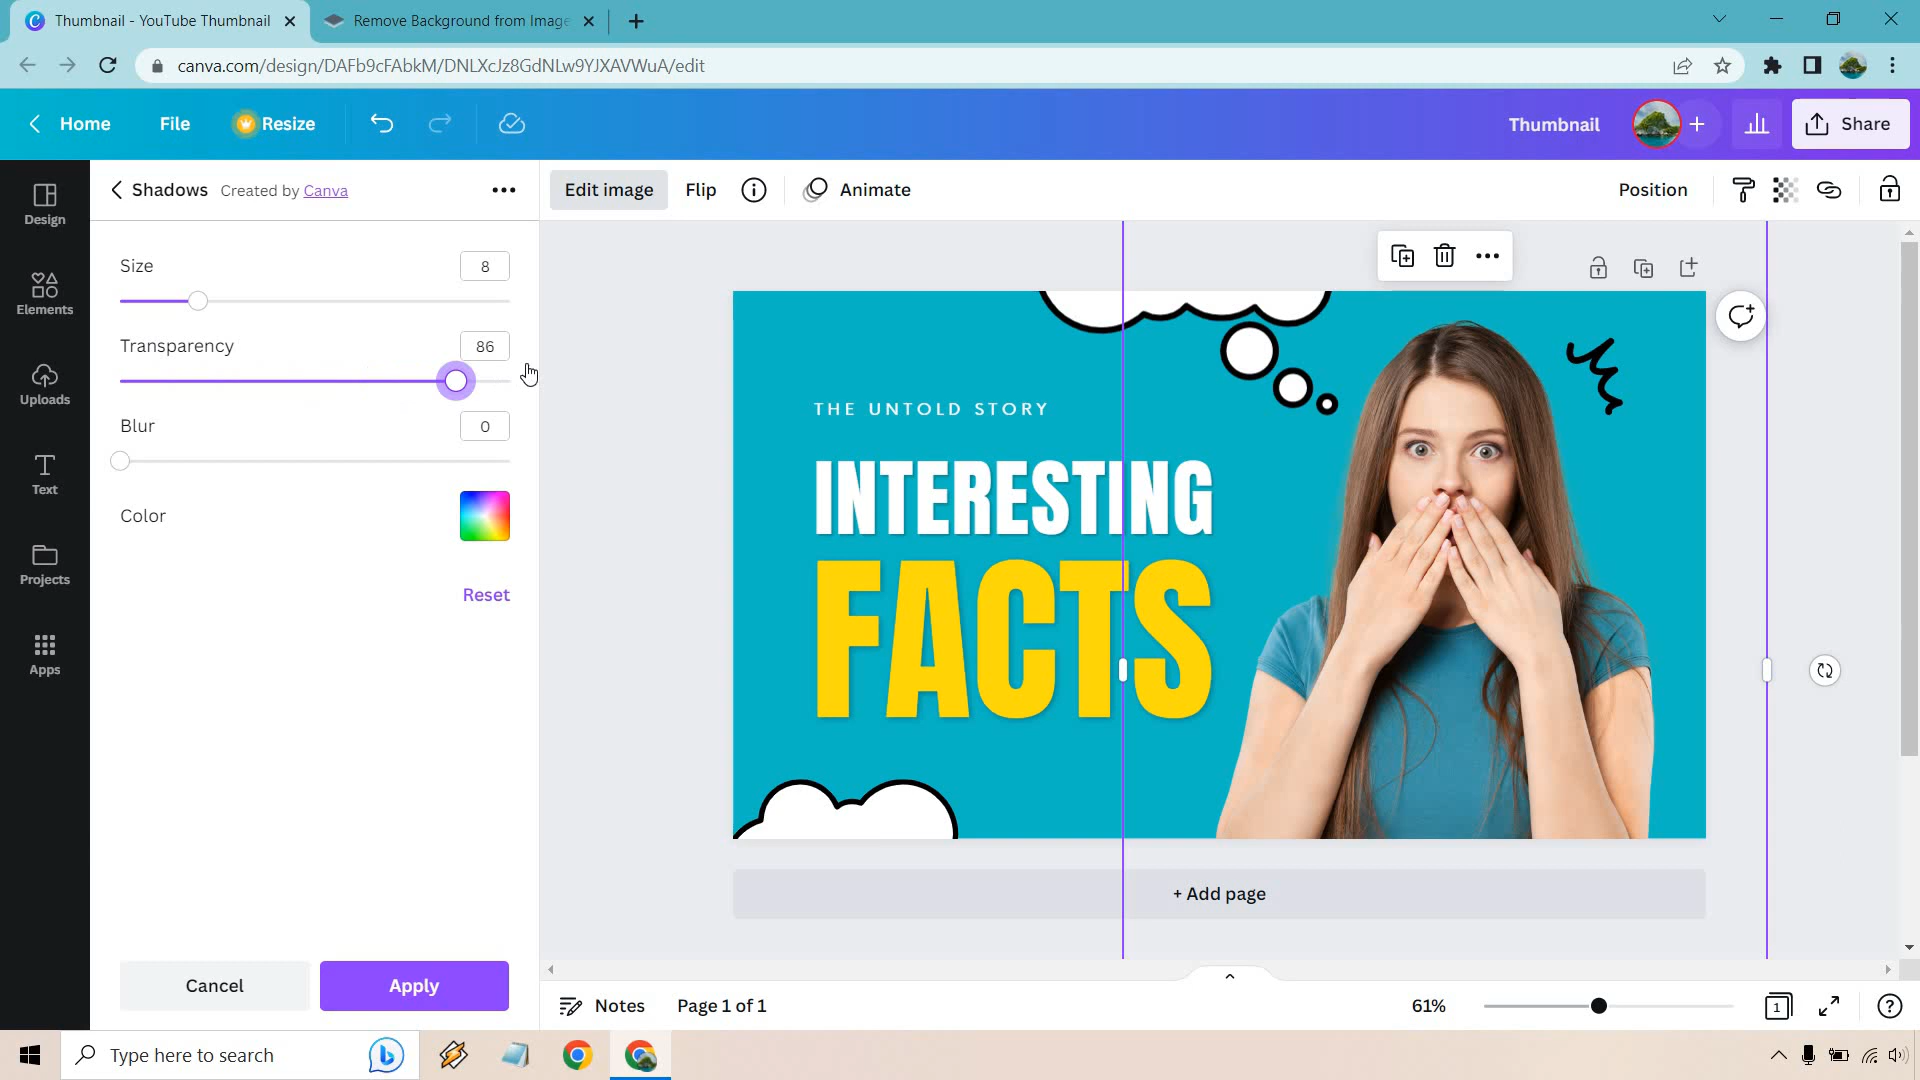 Thumbnail - YouTube Thumbnail
Remove Background from Image
canva.com/design/DAFb9cFAbkM/DNLXcJz8GdNLw9YJXAVWuA/edit
Home
File
Resize
Thumbnail
Share
Shadows
Created by Canva
Edit image
Flip
Animate
Position
Design
Elements
Uploads
Text
Projects
Apps
Size
8
Transparency
86
Blur
0
Color
Reset
Cancel
Apply
THE UNTOLD STORY
INTERESTING
FACTS
+ Add page
Notes
Page 1 of 1
61%
1
Type here to search